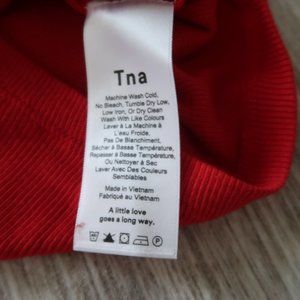 Tna
Machine Wash Cold,
No Bleach, Tumble Dry Low,
Low Iron, Or Dry Clean
Wash With Like Colours
Laver à La Machine à
L'eau Froide,
Pas De Blanchiment,
Sécher à Basse Température,
Repasser à Basse Température,
Ou Nettoyer à Sec
Laver Avec Des Couleurs
Semblables
Made in Vietnam
Fabriqué au Vietnam
A little love
goes a long way.